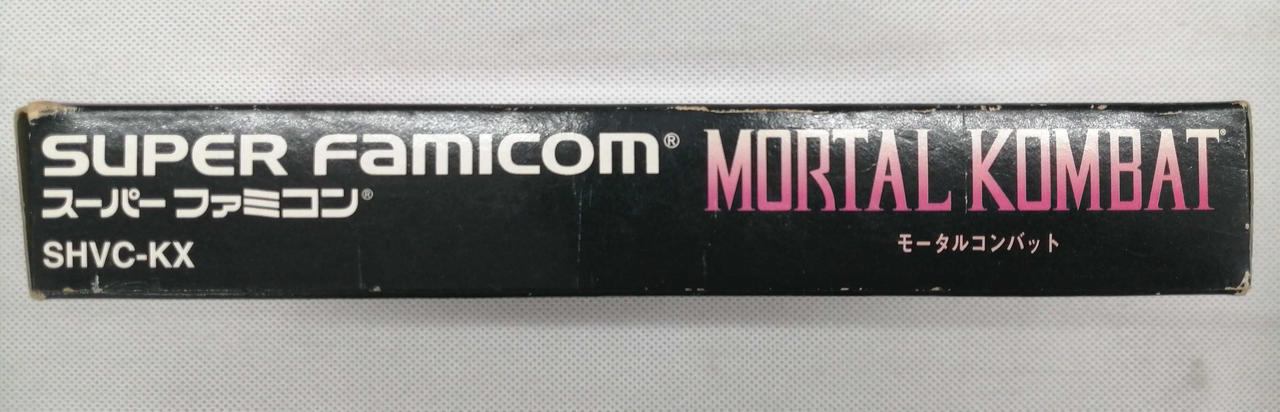 SUPER FAMICOM®
スーパーファミコン®
SHVC-KX
MORTAL KOMBAT®
モータルコンバット